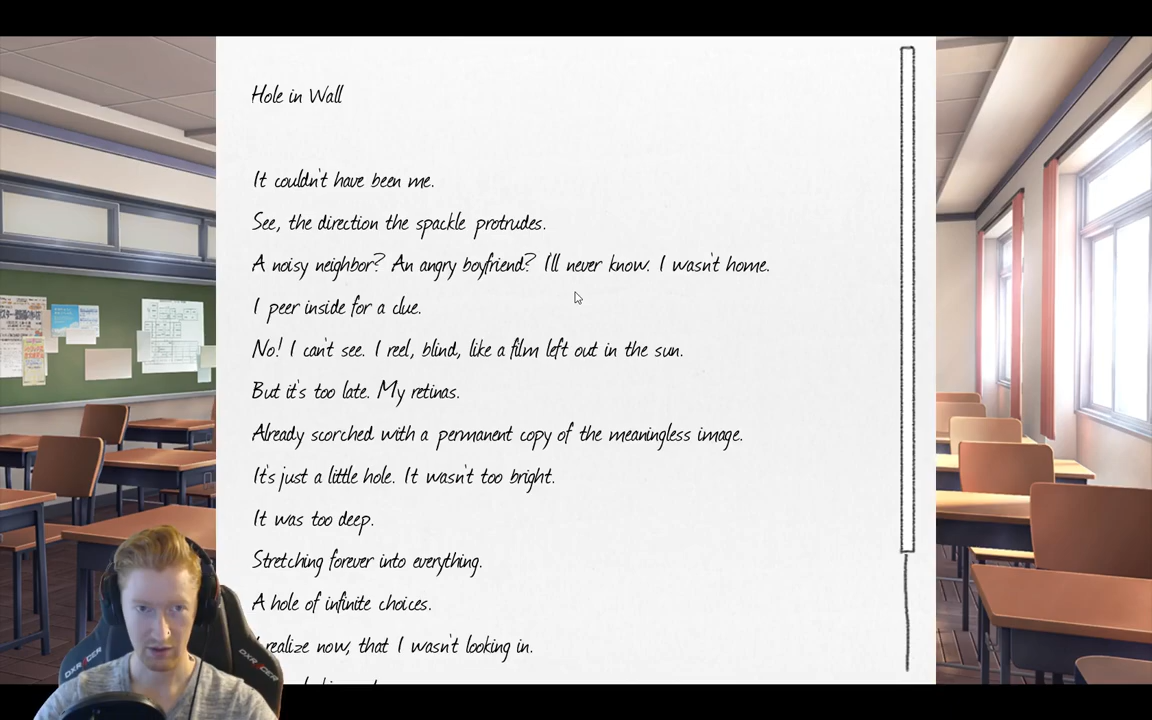 Hole in Wall
It couldn't have been me.
See, the direction the spackle protrudes.
A noisy neighbor? An angry boyfriend? I'll never know. I wasn't home.
I peer inside for a clue.
No! I can't see. I reel, blind, like a film left out in the sun.
But it's too late. My retinas.
Already scorched with a permanent copy of the meaningless image.
It's just a little hole. It wasn't too bright.
It was too deep.
Stretching forever into everything.
A hole of infinite choices.
I realize now, that I wasn't looking in.
DXRACER
DXRACER